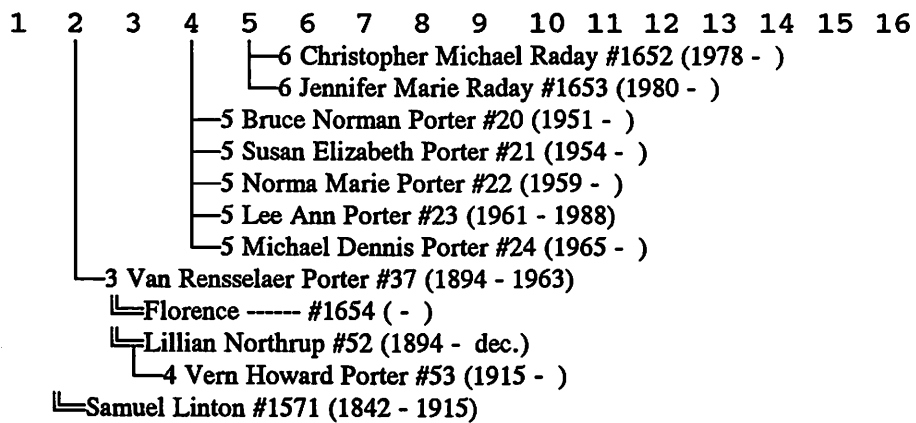 1 2 3 4 5 6 7 8 9 10 11 12 13 14 15 16
6 Christopher Michael Raday #1652 (1978 - )
6 Jennifer Marie Raday #1653 (1980 - )
5 Bruce Norman Porter #20 (1951 - )
5 Susan Elizabeth Porter #21 (1954 - )
5 Norma Marie Porter #22 (1959 - )
5 Lee Ann Porter #23 (1961 - 1988)
5 Michael Dennis Porter #24 (1965 - )
3 Van Rensselaer Porter #37 (1894 - 1963)
Florence ------ #1654 ( - )
Lillian Northrup #52 (1894 - dec.)
4 Vern Howard Porter #53 (1915 - )
Samuel Linton #1571 (1842 - 1915)